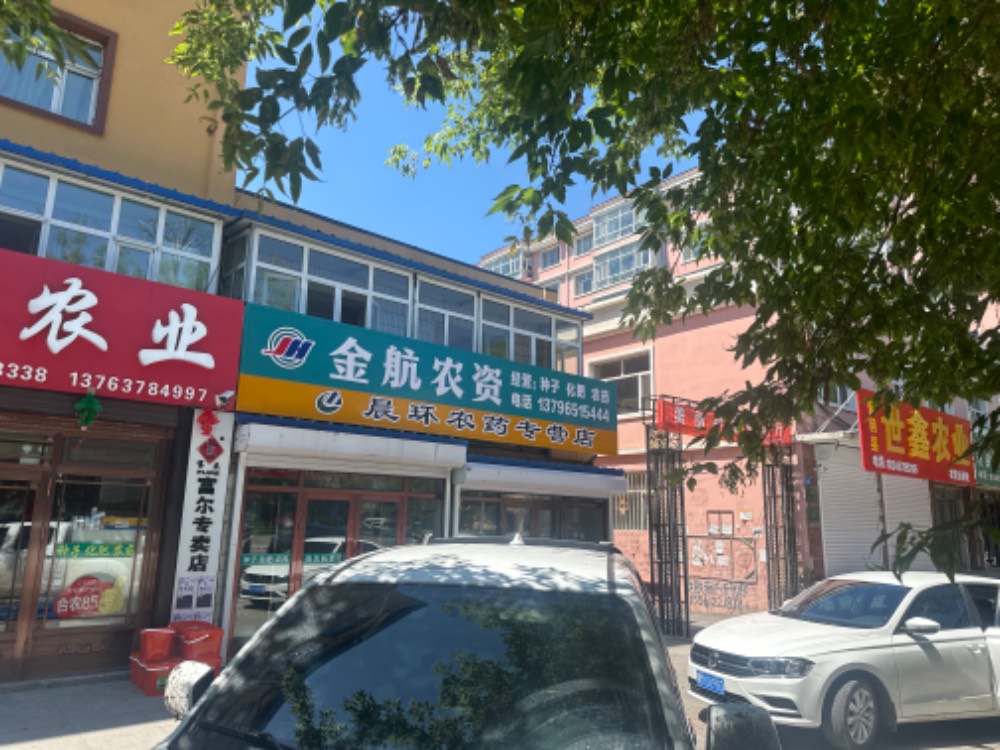 农业
3338 13763784997
金航农资
经营：种子 化肥 农药
电话 13796515444
晨环农药专营店
富尔专卖店
合农85
世鑫农业